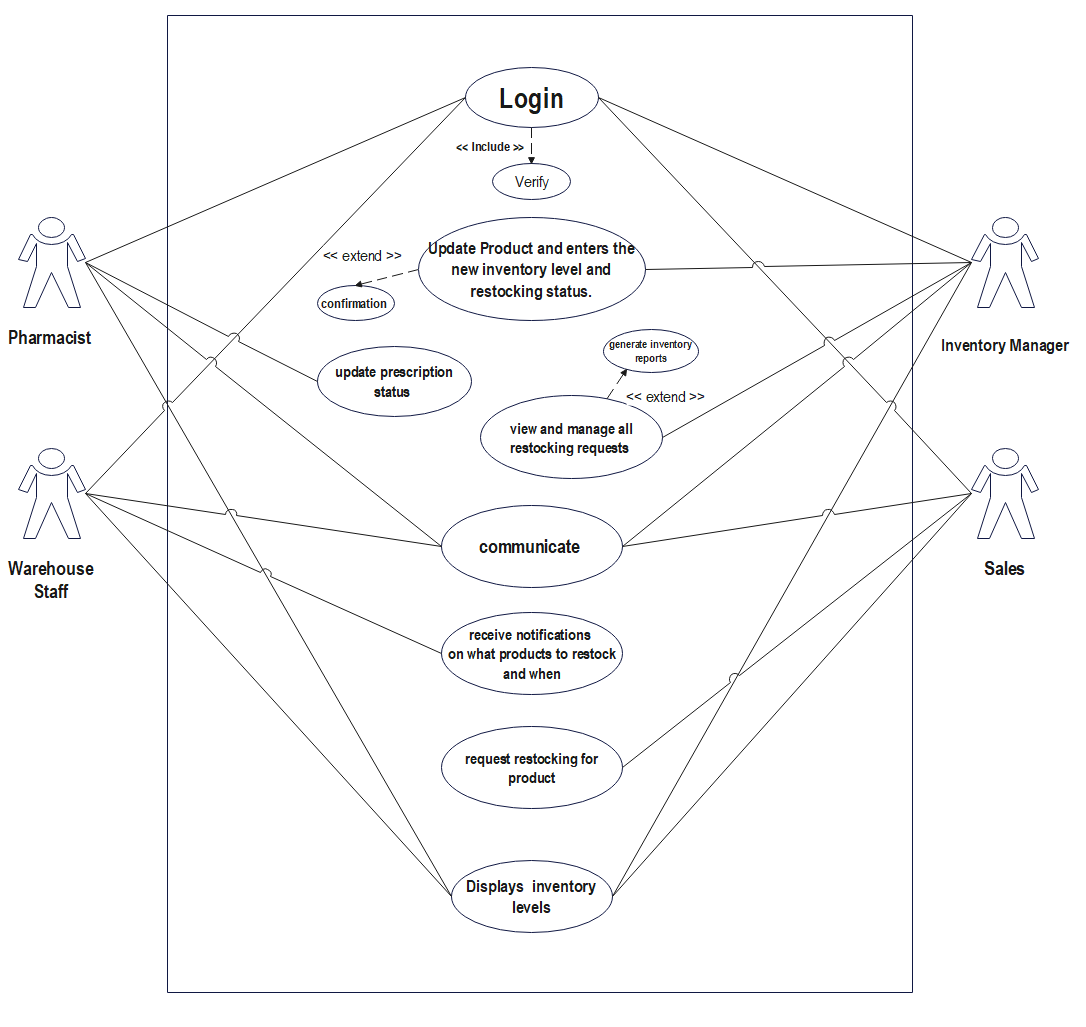 Login
<< Include >>
Verify
<< extend >>
Update Product and enters the
new inventory level and
restocking status.
confirmation
Pharmacist
Inventory Manager
generate inventory
reports
update prescription
status
<< extend >>
view and manage all
restocking requests
Warehouse
Staff
communicate
Sales
receive notifications
on what products to restock
and when
request restocking for
product
Displays  inventory
levels